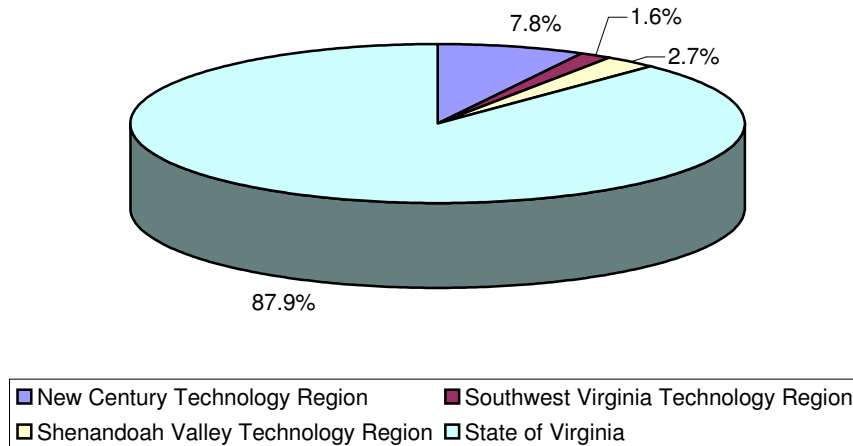 7.8%
1.6%
2.7%
87.9%
New Century Technology Region
Southwest Virginia Technology Region
Shenandoah Valley Technology Region
State of Virginia